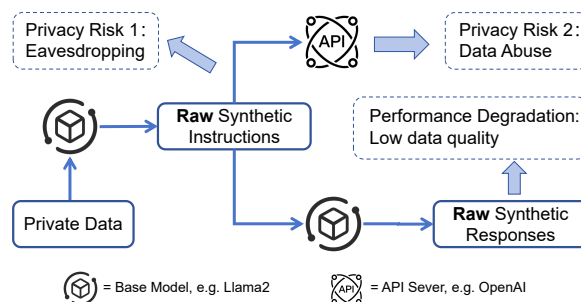 Privacy Risk 1:
Eavesdropping
API
Privacy Risk 2:
Data Abuse
Raw Synthetic
Instructions
Performance Degradation:
Low data quality
Private Data
Raw Synthetic
Responses
= Base Model, e.g. Llama2
API
= API Sever, e.g. OpenAI